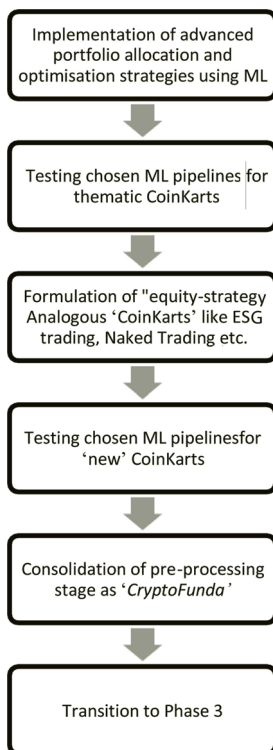 Implementation of advanced
portfolio allocation and
optimisation strategies using ML
Testing chosen ML pipelines for
thematic CoinKarts
Formulation of "equity-strategy
Analogous ‘CoinKarts’ like ESG
trading, Naked Trading etc.
Testing chosen ML pipelinesfor
‘new’ CoinKarts
Consolidation of pre-processing
stage as ‘CryptoFunda’
Transition to Phase 3